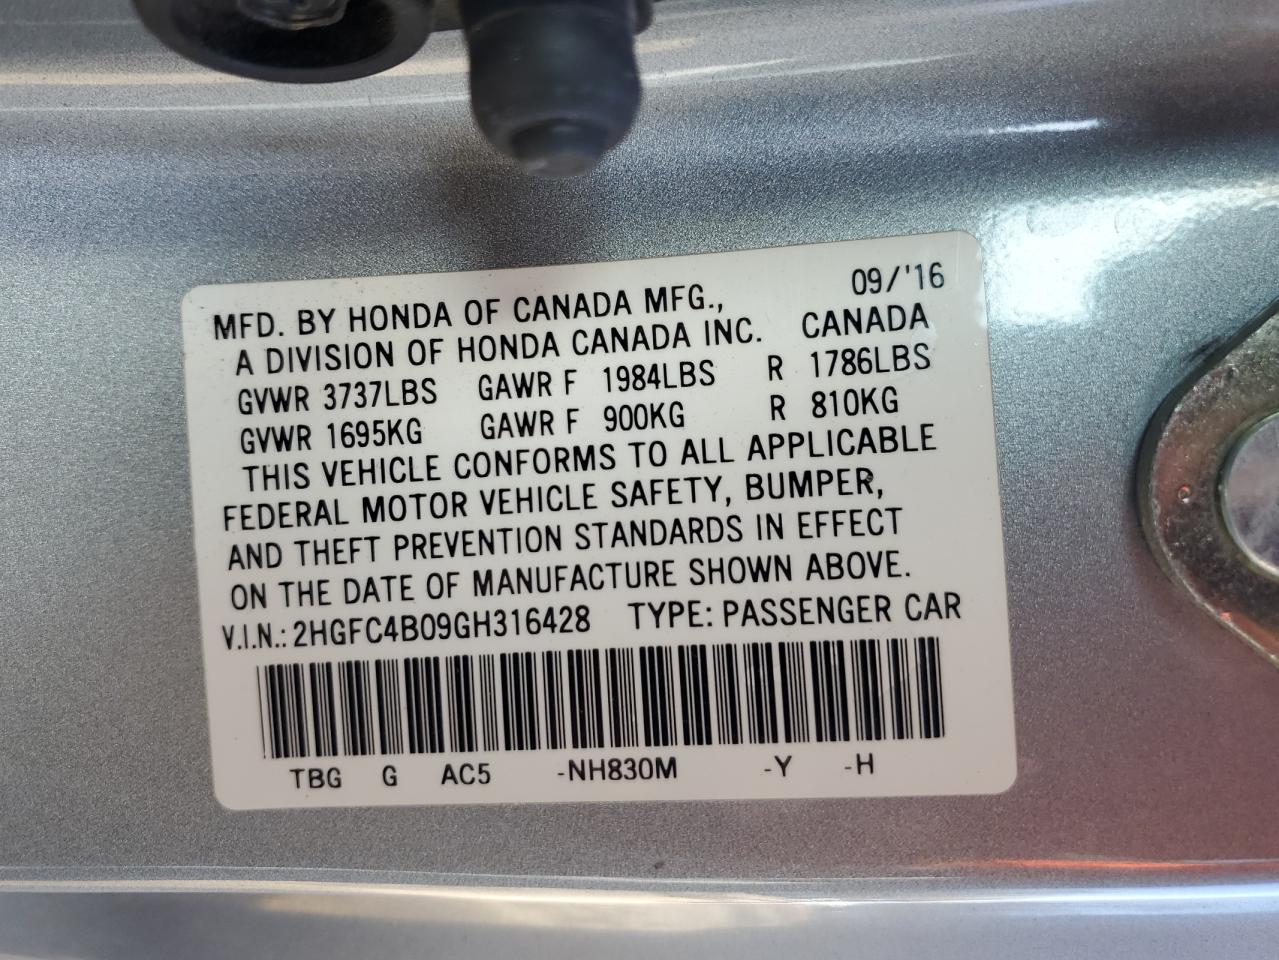 09/'16
MFD. BY HONDA OF CANADA MFG.,
A DIVISION OF HONDA CANADA INC. CANADA
GVWR 3737LBS GAWR F 1984LBS R 1786LBS
GVWR 1695KG GAWR F 900KG R 810KG
THIS VEHICLE CONFORMS TO ALL APPLICABLE
FEDERAL MOTOR VEHICLE SAFETY, BUMPER,
AND THEFT PREVENTION STANDARDS IN EFFECT
ON THE DATE OF MANUFACTURE SHOWN ABOVE.
V.I.N.: 2HGFC4B09GH316428 TYPE: PASSENGER CAR
TBG G AC5 -NH830M -Y -H